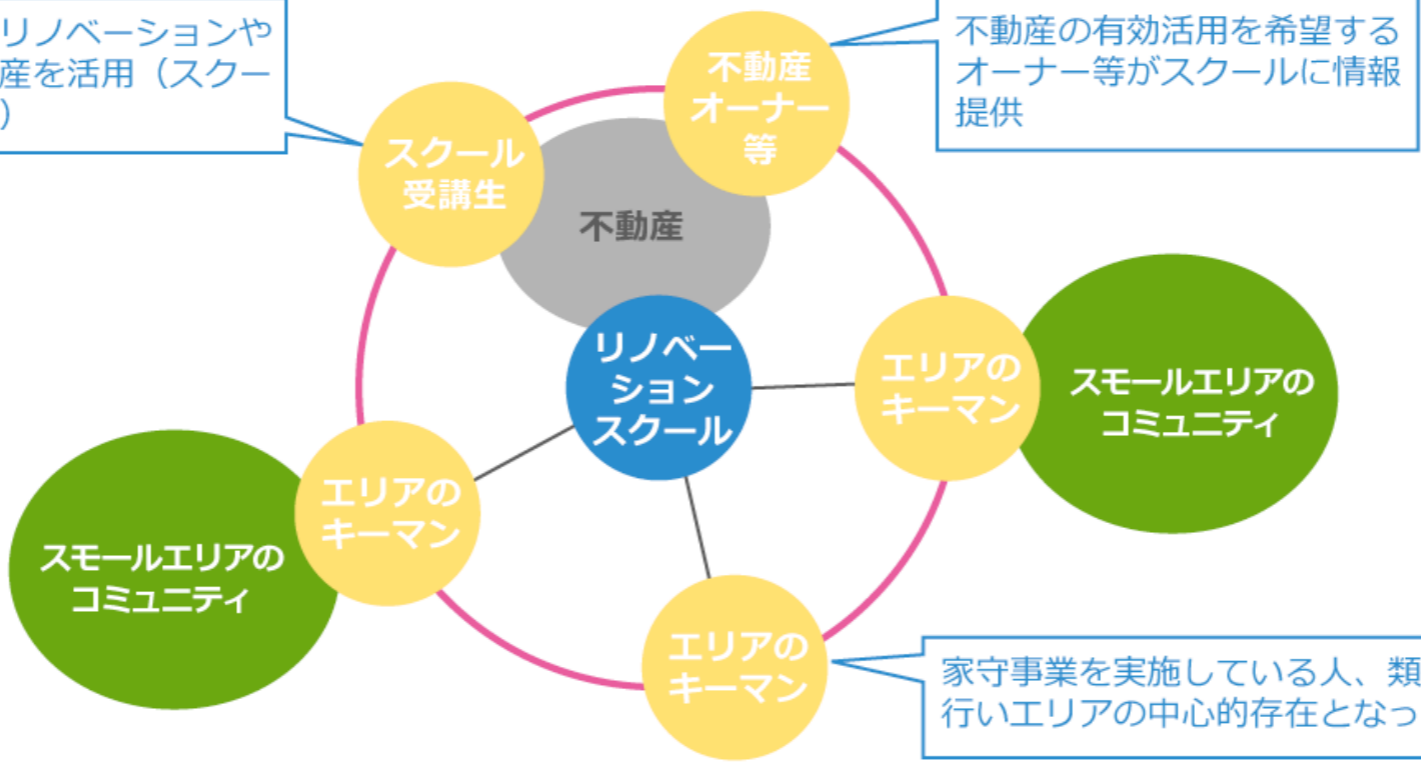 リノベーションや
産を活用（スクー
）
不動産の有効活用を希望する
オーナー等がスクールに情報
提供
不動産
オーナー
等
スクール
受講生
不動産
リノベー
ション
スクール
エリアの
キーマン
スモールエリアの
コミュニティ
エリアの
キーマン
スモールエリアの
コミュニティ
エリアの
キーマン
家守事業を実施している人、類
行いエリアの中心的存在となっ